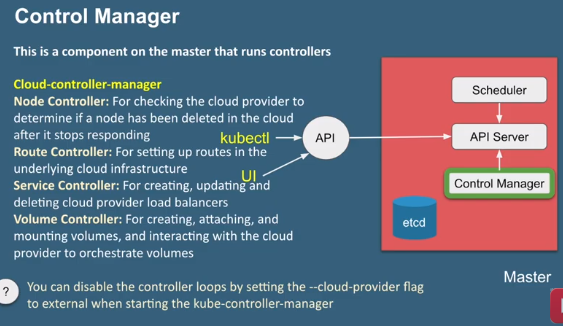 Control Manager
This is a component on the master that runs controllers
Cloud-controller-manager
Node Controller: For checking the cloud provider to
determine if a node has been deleted in the cloud
after it stops responding
Route Controller: For setting up routes in the
underlying cloud infrastructure
Service Controller: For creating, updating and
deleting cloud provider load balancers
Volume Controller: For creating, attaching, and
mounting volumes, and interacting with the cloud
provider to orchestrate volumes
kubectl
UI
API
Scheduler
API Server
Control Manager
etcd
Master
?
You can disable the controller loops by setting the --cloud-provider flag
to external when starting the kube-controller-manager